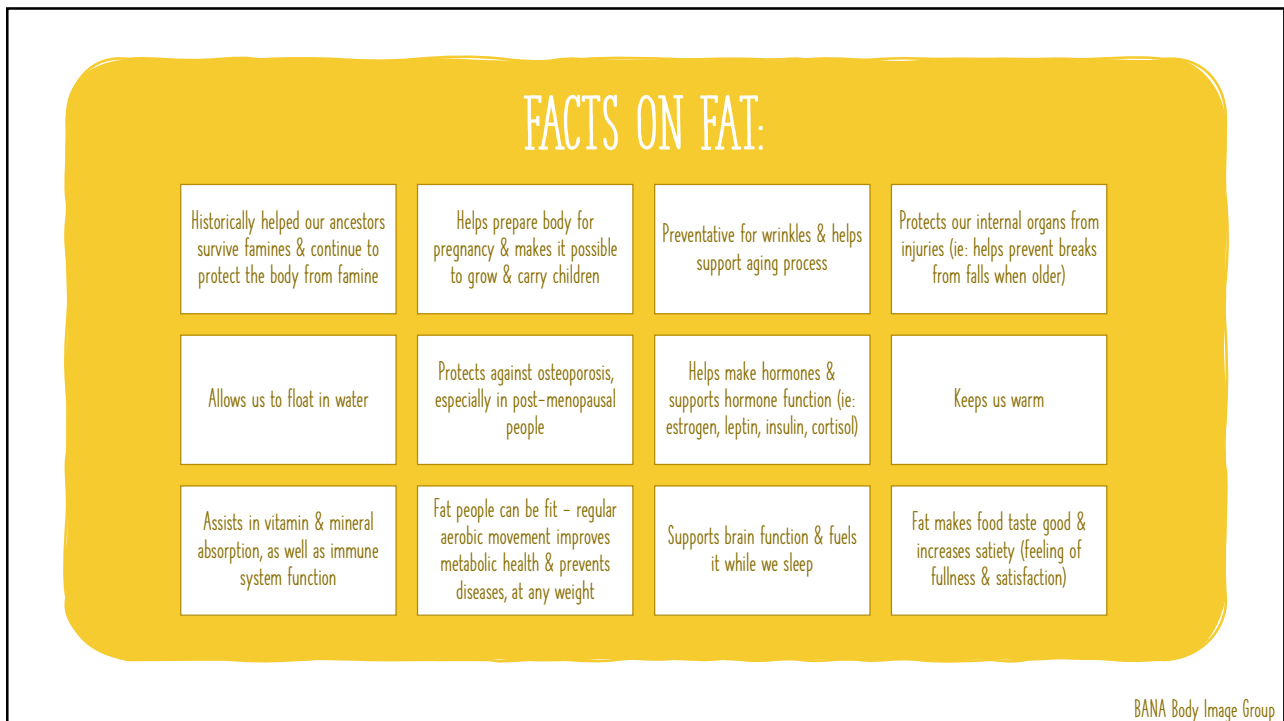 FACTS ON FAT:
Historically helped our ancestors
survive famines & continue to
protect the body from famine
Helps prepare body for
pregnancy & makes it possible
to grow & carry children
Preventative for wrinkles & helps
support aging process
Protects our internal organs from
injuries (ie: helps prevent breaks
from falls when older)
Allows us to float in water
Protects against osteoporosis,
especially in post-menopausal
people
Helps make hormones &
supports hormone function (ie:
estrogen, leptin, insulin, cortisol)
Keeps us warm
Assists in vitamin & mineral
absorption, as well as immune
system function
Fat people can be fit - regular
aerobic movement improves
metabolic health & prevents
diseases, at any weight
Supports brain function & fuels
it while we sleep
Fat makes food taste good &
increases satiety (feeling of
fullness & satisfaction)
BANA Body Image Group